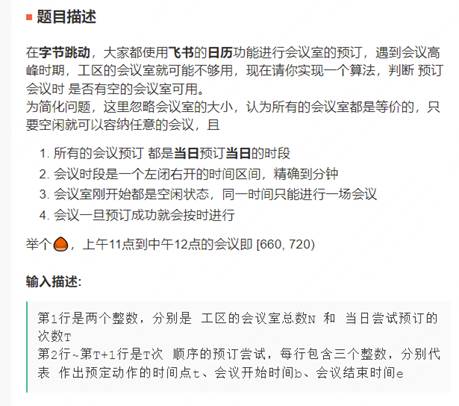 题目描述
在字节跳动，大家都使用飞书的日历功能进行会议室的预订，遇到会议高
峰时期，工区的会议室就可能不够用，现在请你实现一个算法，判断 预订
会议时 是否有空的会议室可用。
为简化问题，这里忽略会议室的大小，认为所有的会议室都是等价的，只
要空闲就可以容纳任意的会议，且
1. 所有的会议预订 都是当日预订当日的时段
2. 会议时段是一个左闭右开的时间区间，精确到分钟
3. 会议室刚开始都是空闲状态，同一时间只能进行一场会议
4. 会议一旦预订成功就会按时进行
举个🌰，上午11点到中午12点的会议即 [660, 720)
输入描述:
第1行是两个整数，分别是 工区的会议室总数N 和 当日尝试预订的
次数T
第2行~第T+1行是T次 顺序的预订尝试，每行包含三个整数，分别代
表 作出预定动作的时间点t、会议开始时间b、会议结束时间e